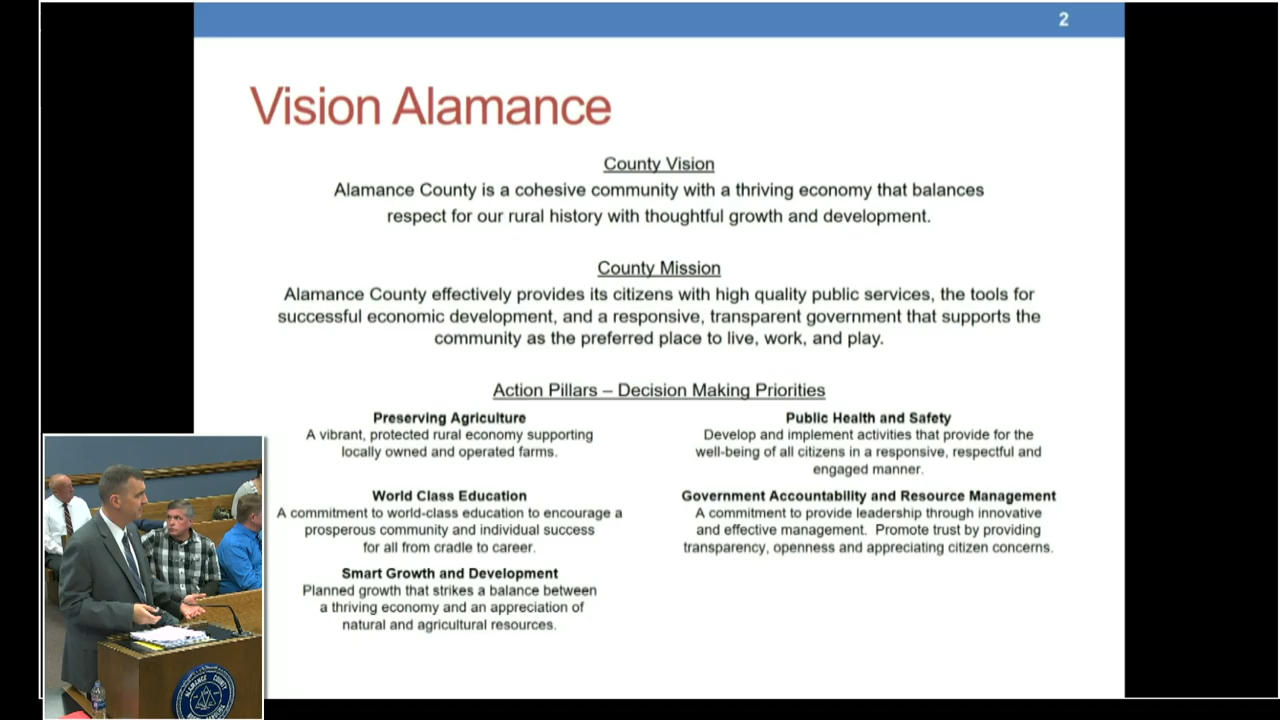 2
Vision Alamance
County Vision
Alamance County is a cohesive community with a thriving economy that balances
respect for our rural history with thoughtful growth and development.
County Mission
Alamance County effectively provides its citizens with high quality public services, the tools for
successful economic development, and a responsive, transparent government that supports the
community as the preferred place to live, work, and play.
Action Pillars – Decision Making Priorities
Preserving Agriculture
A vibrant, protected rural economy supporting
locally owned and operated farms.
World Class Education
A commitment to world-class education to encourage a
prosperous community and individual success
for all from cradle to career.
Smart Growth and Development
Planned growth that strikes a balance between
a thriving economy and an appreciation of
natural and agricultural resources.
Public Health and Safety
Develop and implement activities that provide for the
well-being of all citizens in a responsive, respectful and
engaged manner.
Government Accountability and Resource Management
A commitment to provide leadership through innovative
and effective management. Promote trust by providing
transparency, openness and appreciating citizen concerns.
ALAMANCE COUNTY